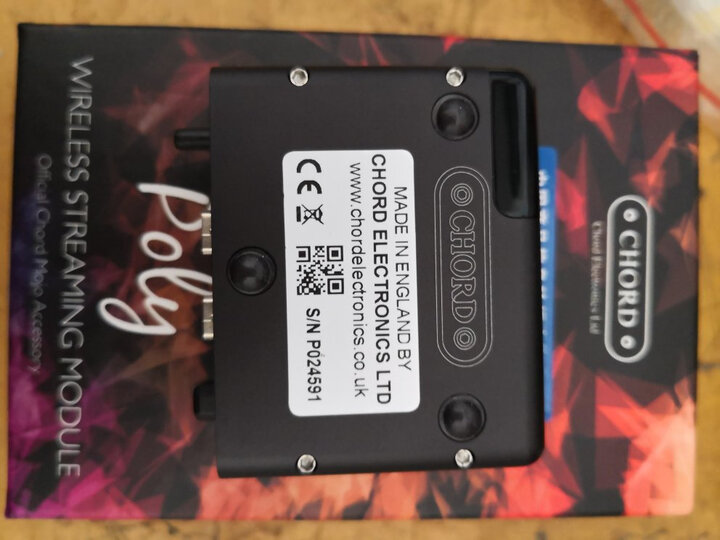 CHORD
Chord Electronics Ltd
CHORD
MADE IN ENGLAND BY
CHORD ELECTRONICS LTD
www.chordelectronics.co.uk
CE
S/N P024591
Poly
WIRELESS STREAMING MODULE
Official Chord Mojo Accessory